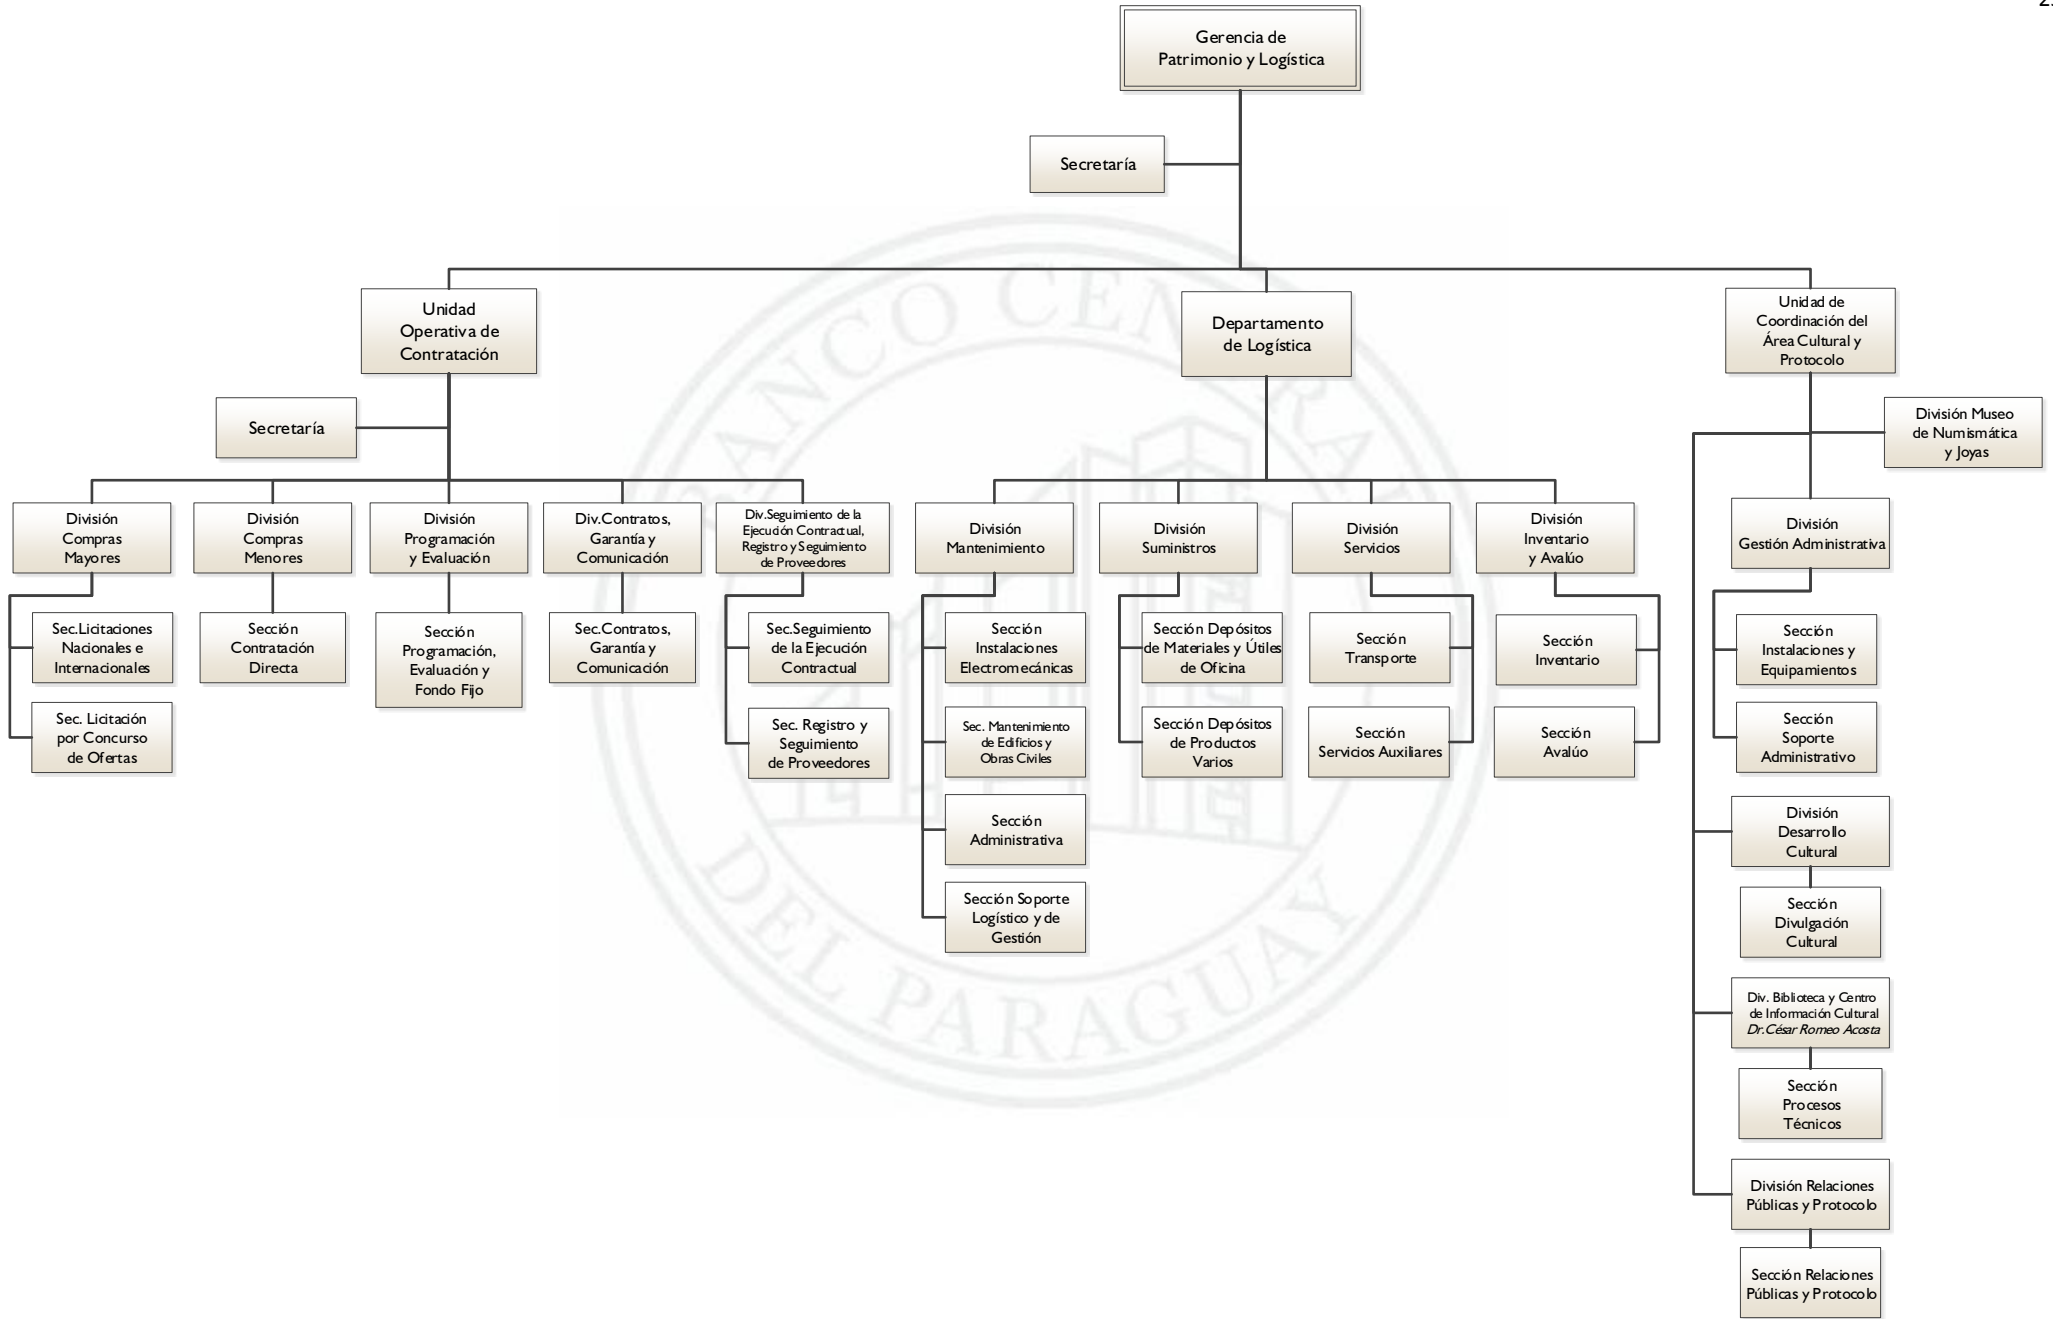 Gerencia de
Patrimonio y Logística
Secretaría
Unidad
Operativa de
Contratación
Departamento
de Logística
Unidad de
Coordinación del
Área Cultural y
Protocolo
Secretaría
División Museo
de Numismática
y Joyas
División
Compras
Mayores
División
Compras
Menores
División
Programación
y Evaluación
Div.Contratos,
Garantía y
Comunicación
Div.Seguimiento de la
Ejecución Contractual,
Registro y Seguimiento
de Proveedores
División
Mantenimiento
División
Suministros
División
Servicios
División
Inventario
y Avalúo
División
Gestión Administrativa
Sec.Licitaciones
Nacionales e
Internacionales
Sección
Contratación
Directa
Sección
Programación,
Evaluación y
Fondo Fijo
Sec.Contratos,
Garantía y
Comunicación
Sec.Seguimiento
de la Ejecución
Contractual
Sección
Instalaciones
Electromecánicas
Sección Depósitos
de Materiales y Útiles
de Oficina
Sección
Transporte
Sección
Inventario
Sección
Instalaciones y
Equipamientos
Sec. Licitación
por Concurso
de Ofertas
Sec. Registro y
Seguimiento
de Proveedores
Sec. Mantenimiento
de Edificios y
Obras Civiles
Sección Depósitos
de Productos
Varios
Sección
Servicios Auxiliares
Sección
Avalúo
Sección
Soporte
Administrativo
Sección
Administrativa
División
Desarrollo
Cultural
Sección Soporte
Logístico y de
Gestión
Sección
Divulgación
Cultural
Div. Biblioteca y Centro
de Información Cultural
Dr.César Romeo Acosta
Sección
Procesos
Técnicos
División Relaciones
Públicas y Protocolo
Sección Relaciones
Públicas y Protocolo
BANCO CENTRAL
DEL PARAGUAY